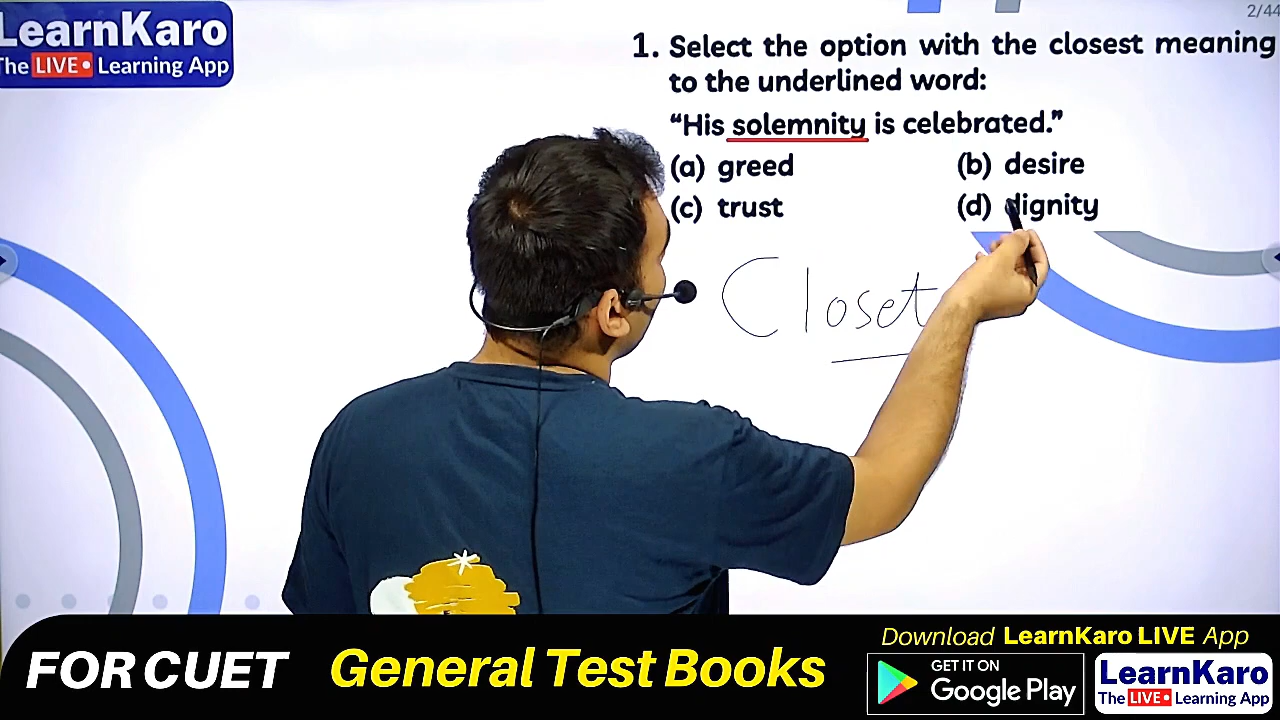 LearnKaro
The LIVE Learning App
2/44
1. Select the option with the closest meaning
to the underlined word:
“His solemnity is celebrated.”
(a) greed (b) desire
(c) trust (d) dignity
Closet
FOR CUET General Test Books
Download LearnKaro LIVE App
GET IT ON
Google Play
LearnKaro
The LIVE Learning App